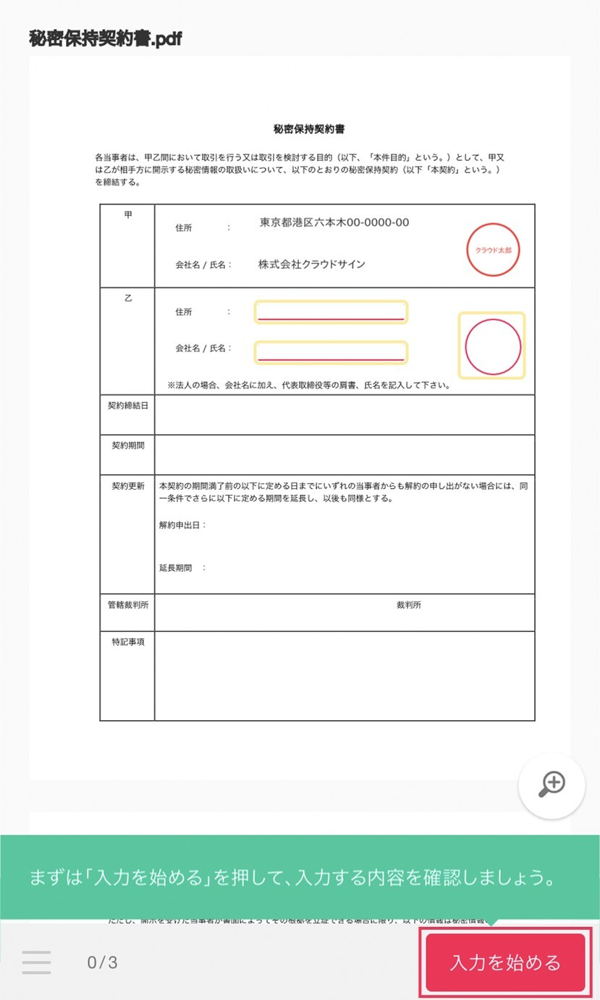 秘密保持契約書.pdf
秘密保持契約書
各当事者は、甲乙間において取引を行う又は取引を検討する目的（以下、「本件目的」という。）として、甲又
は乙が相手方に開示する秘密情報の取扱いについて、以下のとおりの秘密保持契約（以下「本契約」という。）
を締結する。
甲
住所 : 東京都港区六本木00-0000-00
会社名 / 氏名 : 株式会社クラウドサイン
クラウド太郎
乙
住所 :
会社名 / 氏名 :
※法人の場合、会社名に加え、代表取締役等の肩書、氏名を記入して下さい。
契約締結日
契約期間
契約更新
本契約の期間満了前の以下に定める日までにいずれの当事者からも解約の申し出がない場合には、同
一条件でさらに以下に定める期間を延長し、以後も同様とする。
解約申出日 :
延長期間 :
管轄裁判所 裁判所
特記事項
まずは「入力を始める」を押して、入力する内容を確認しましょう。
ただし、開示を受けた当事者が書面によってその根拠を立証できる場合に限り、以下の情報は秘密情報
0/3
入力を始める